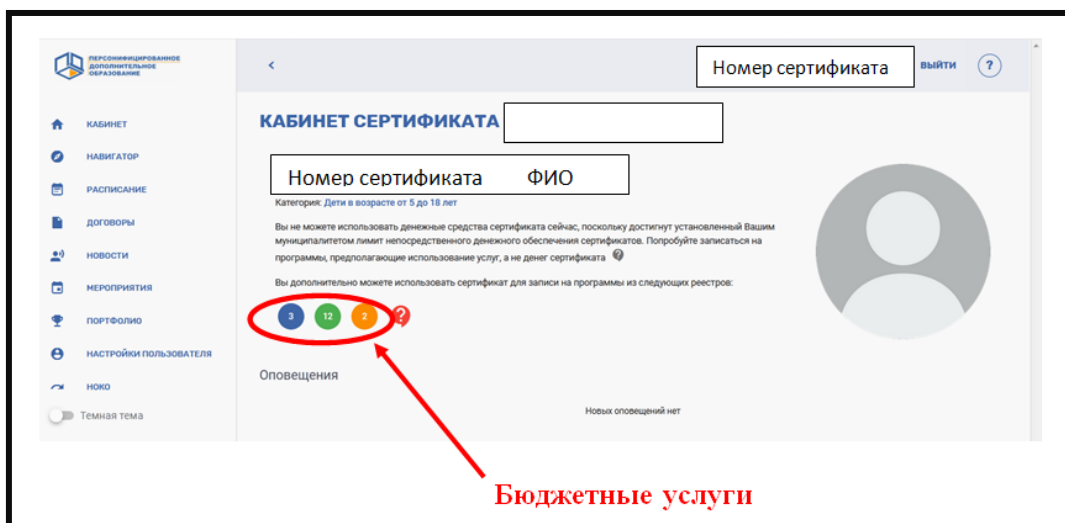 ПЕРСОНИФИЦИРОВАННОЕ
ДОПОЛНИТЕЛЬНОЕ
ОБРАЗОВАНИЕ
Номер сертификата
ВЫЙТИ
?
КАБИНЕТ
НАВИГАТОР
РАСПИСАНИЕ
ДОГОВОРЫ
НОВОСТИ
МЕРОПРИЯТИЯ
ПОРТФОЛИО
НАСТРОЙКИ ПОЛЬЗОВАТЕЛЯ
НОКО
Темная тема
КАБИНЕТ СЕРТИФИКАТА
Номер сертификата ФИО
Категория: Дети в возрасте от 5 до 18 лет
Вы не можете использовать денежные средства сертификата сейчас, поскольку достигнут установленный Вашим
муниципалитетом лимит непосредственного денежного обеспечения сертификатов. Попробуйте записаться на
программы, предполагающие использование услуг, а не денег сертификата ?
Вы дополнительно можете использовать сертификат для записи на программы из следующих реестров:
3 12 2 ?
Оповещения
Новых оповещений нет
Бюджетные услуги